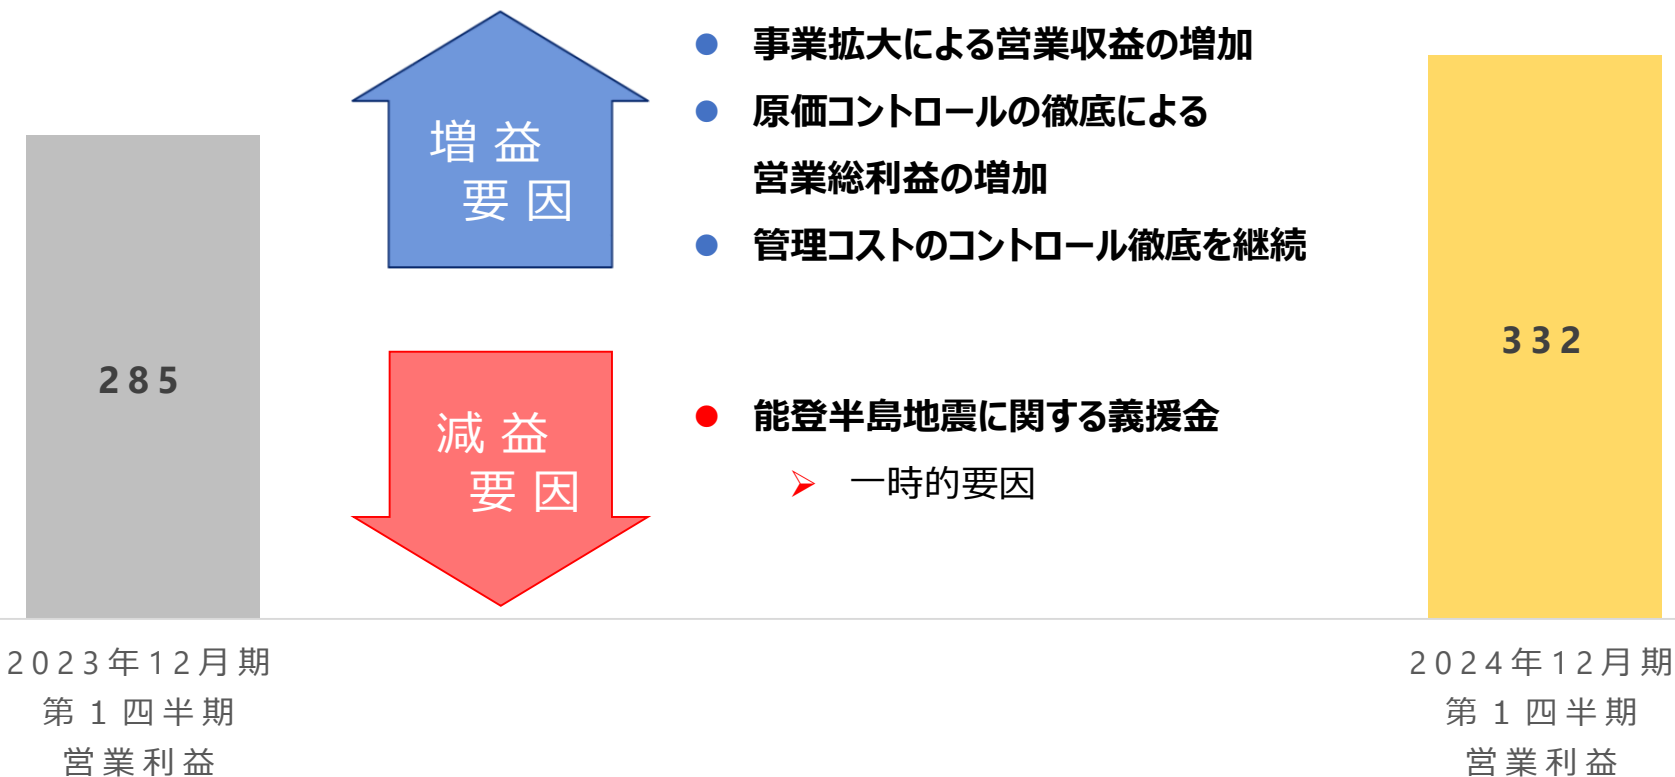 事業拡大による営業収益の増加
原価コントロールの徹底による
営業総利益の増加
管理コストのコントロール徹底を継続
増益
要因
285
332
減益
要因
能登半島地震に関する義援金
一時的要因
2023年12月期
第1四半期
営業利益
2024年12月期
第1四半期
営業利益